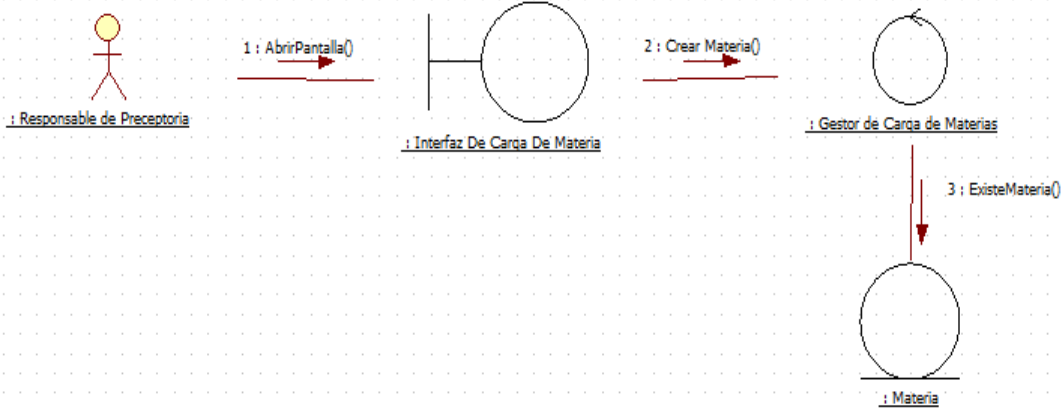 1 : AbrirPantalla()
2 : Crear Materia()
: Responsable de Preceptoria
: Interfaz De Carga De Materia
: Gestor de Carga de Materias
3 : ExisteMateria()
: Materia